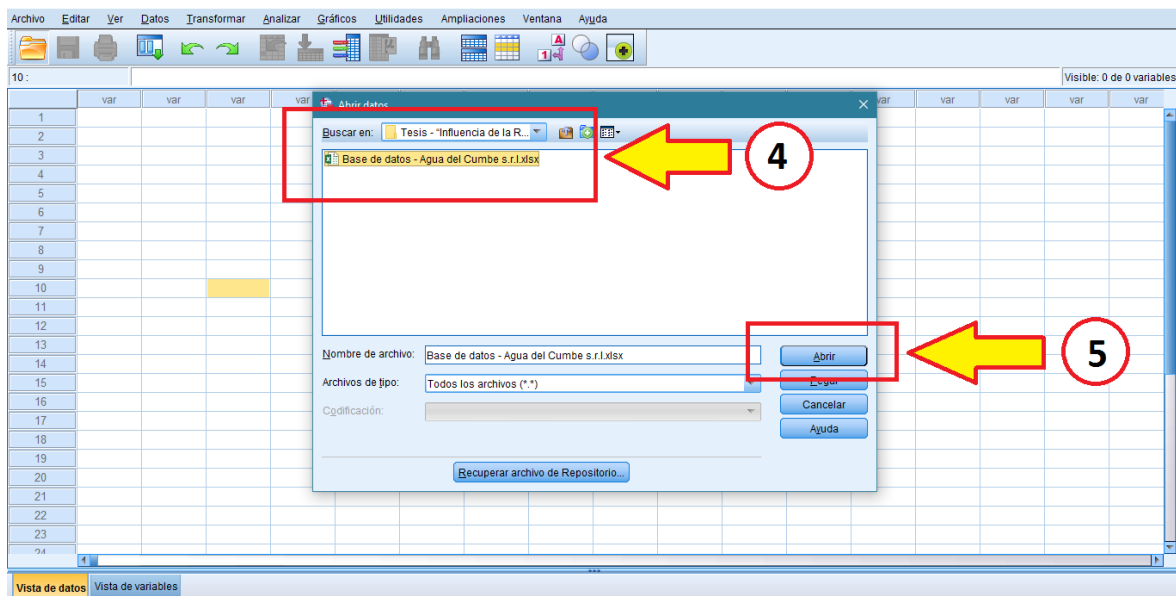 Archivo Editar Ver Datos Transformar Analizar Gráficos Utilidades Ampliaciones Ventana Ayuda
10 :
Visible: 0 de 0 variables
var var var var var var var var var
Abrir datos
Buscar en: Tesis - "Influencia de la R...
Base de datos - Agua del Cumbe s.r.l.xlsx
4
Nombre de archivo: Base de datos - Agua del Cumbe s.r.l.xlsx
Abrir
5
Archivos de tipo: Todos los archivos (*.*)
Pegar
Codificación:
Cancelar
Ayuda
Recuperar archivo de Repositorio...
1
2
3
4
5
6
7
8
9
10
11
12
13
14
15
16
17
18
19
20
21
22
23
24
Vista de datos Vista de variables